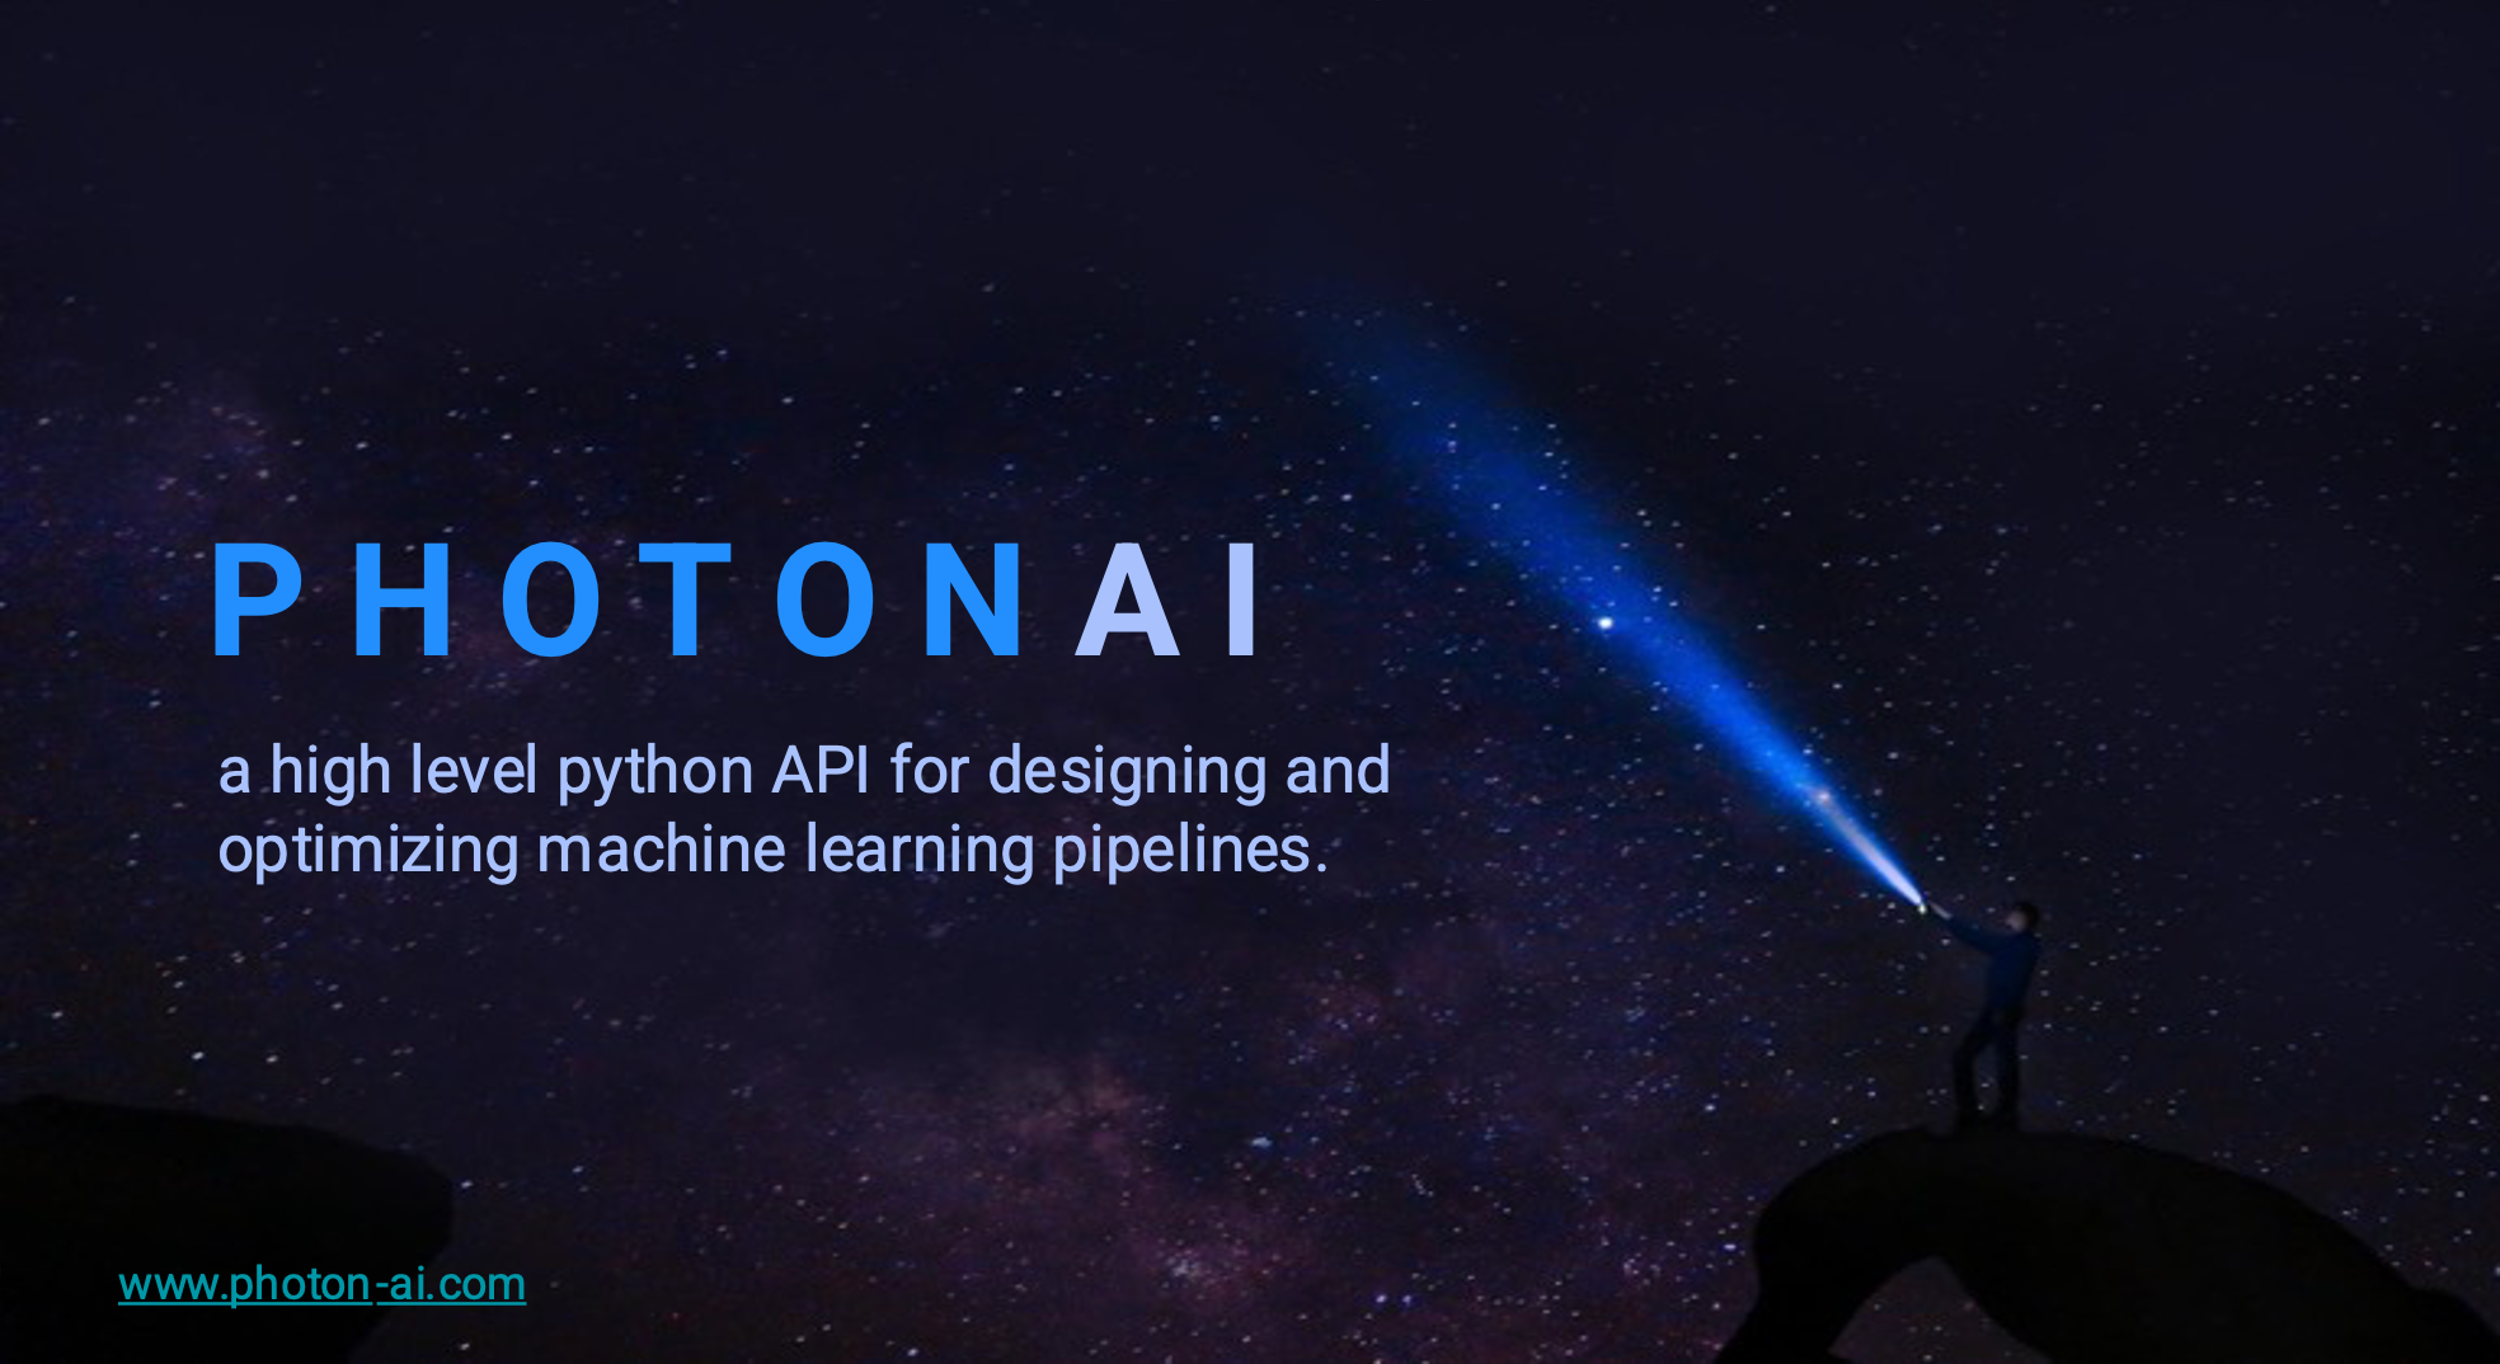 PHOTONAI
a high level python API for designing and
optimizing machine learning pipelines.
www.photon-ai.com